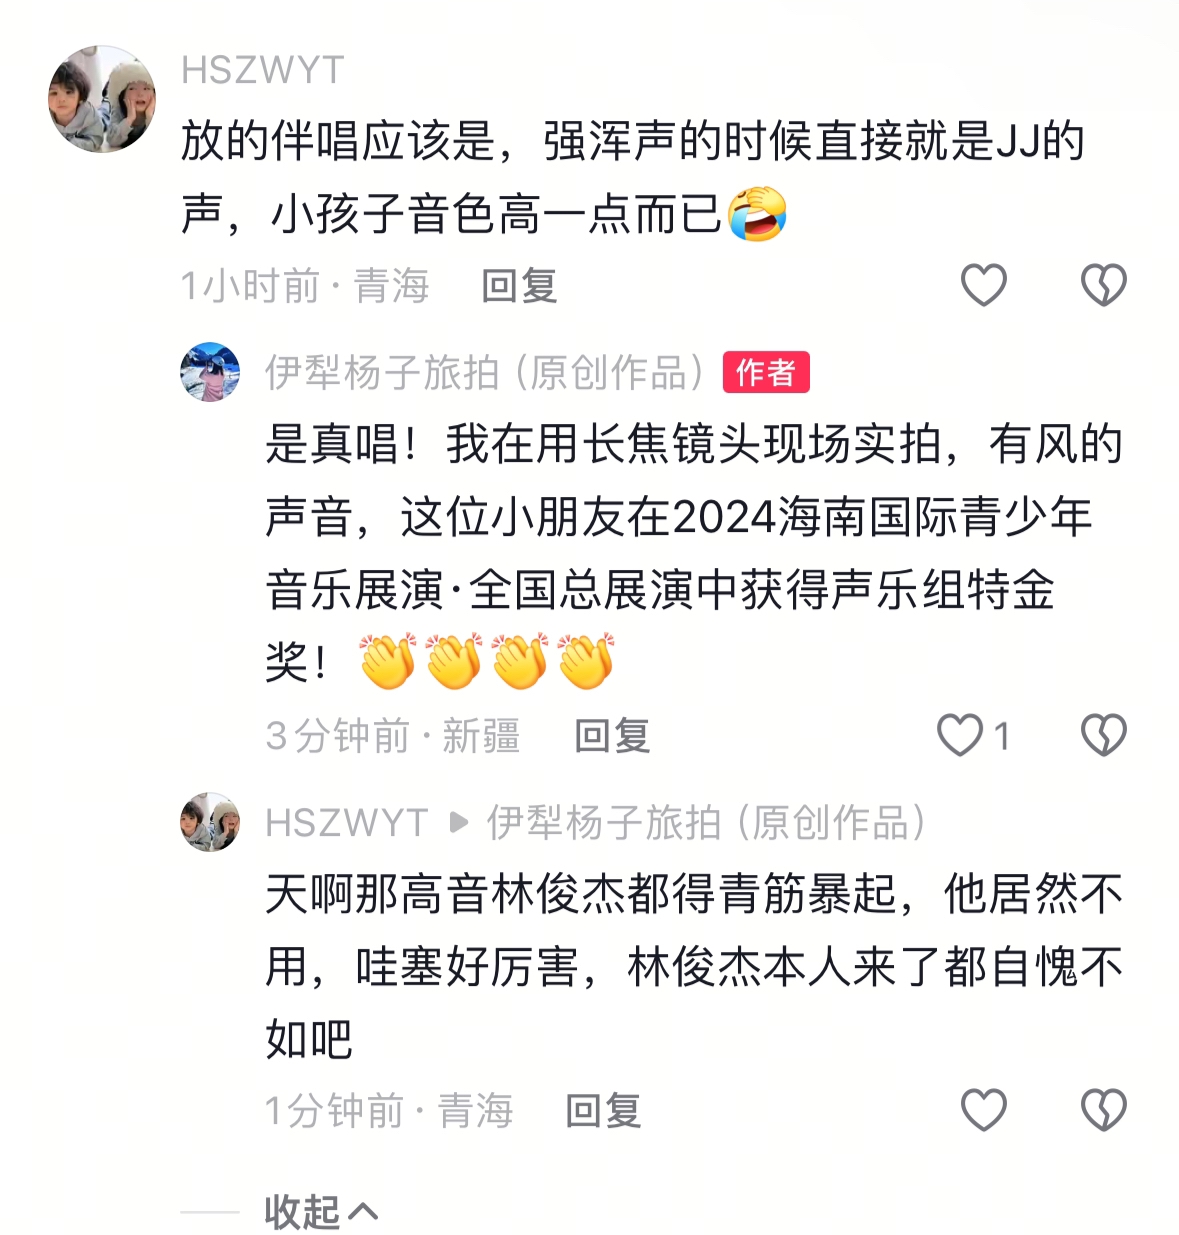 HSZWYT
放的伴唱应该是，强浑声的时候直接就是JJ的
声，小孩子音色高一点而已🤣
1小时前·青海 回复
伊犁杨子旅拍（原创作品） 作者
是真唱！我在用长焦镜头现场实拍，有风的
声音，这位小朋友在2024海南国际青少年
音乐展演·全国总展演中获得声乐组特金
奖！👏👏👏👏
3分钟前·新疆 回复 1
HSZWYT ▶ 伊犁杨子旅拍（原创作品）
天啊那高音林俊杰都得青筋暴起，他居然不
用，哇塞好厉害，林俊杰本人来了都自愧不
如吧
1分钟前·青海 回复
收起